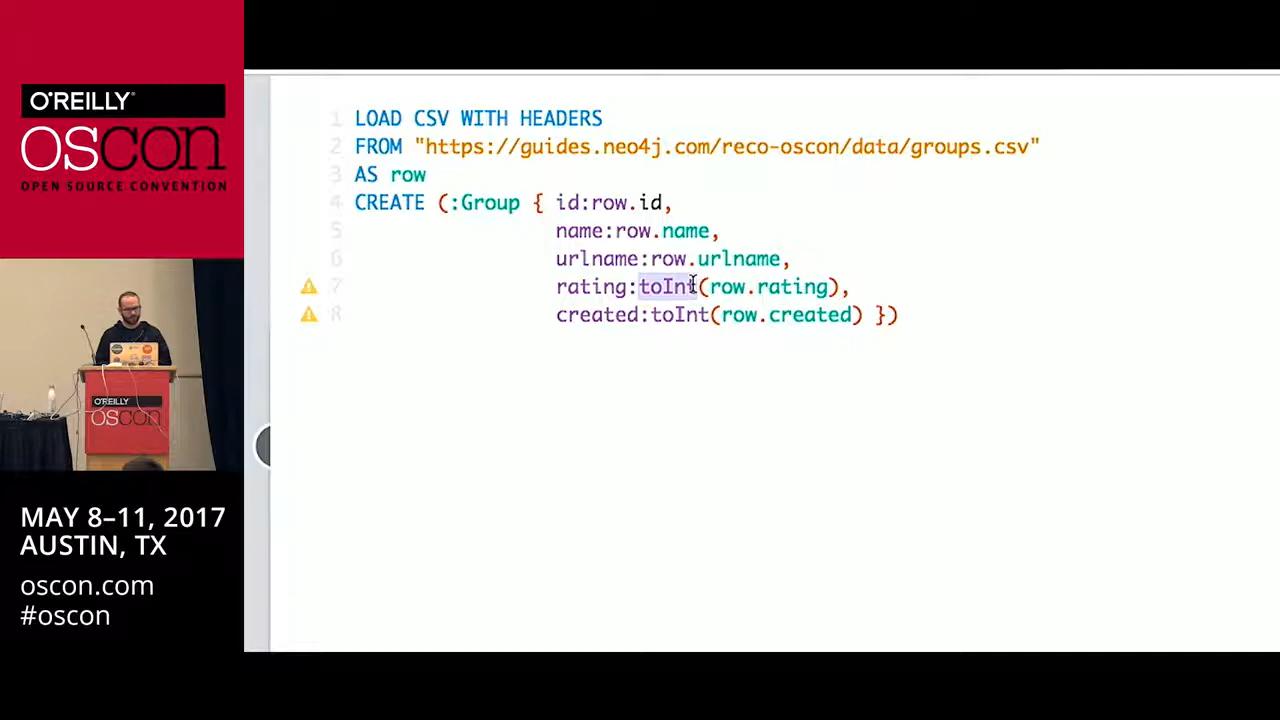 O'REILLY®
OSCON
OPEN SOURCE CONVENTION
1 LOAD CSV WITH HEADERS
2 FROM "https://guides.neo4j.com/reco-oscon/data/groups.csv"
3 AS row
4 CREATE (:Group { id:row.id,
5 name:row.name,
6 urlname:row.urlname,
7 rating:toInt(row.rating),
8 created:toInt(row.created) })
O'REILLY
OSCON
MAY 8–11, 2017
AUSTIN, TX
oscon.com
#oscon